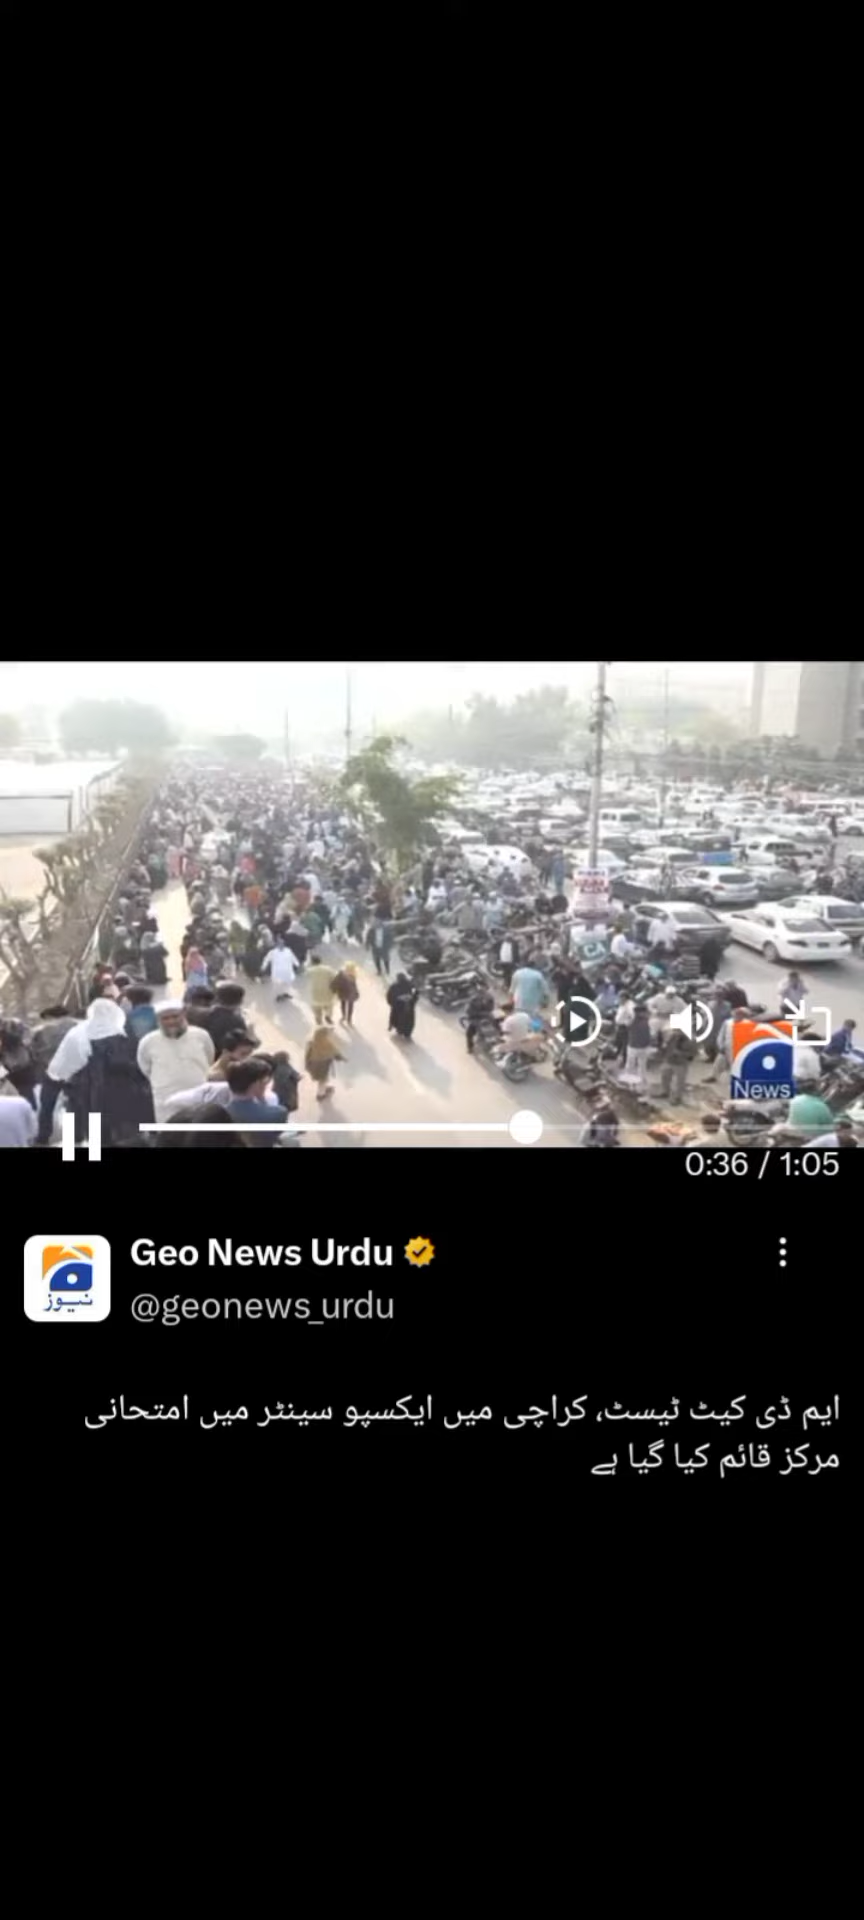 News
0:36 / 1:05
نیوز
Geo News Urdu
@geonews_urdu
ایم ڈی کیٹ ٹیسٹ، کراچی میں ایکسپو سینٹر میں امتحانی
مرکز قائم کیا گیا ہے